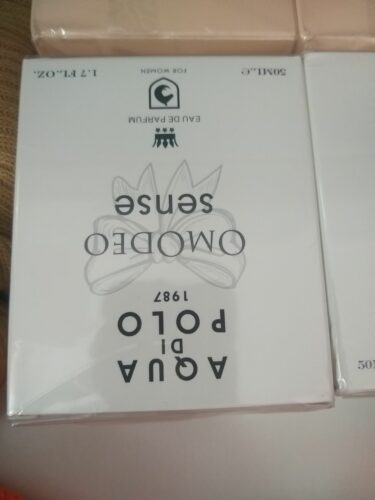 AQUA
DI
POLO
1987
OMODEO
sense
EAU DE PARFUM
FOR WOMEN
50ML.℮ 1.7 FL.OZ.